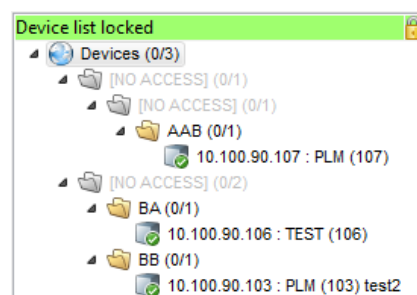 Device list locked
Devices (0/3)
[NO ACCESS] (0/1)
[NO ACCESS] (0/1)
AAB (0/1)
10.100.90.107 : PLM (107)
[NO ACCESS] (0/2)
BA (0/1)
10.100.90.106 : TEST (106)
BB (0/1)
10.100.90.103 : PLM (103) test2